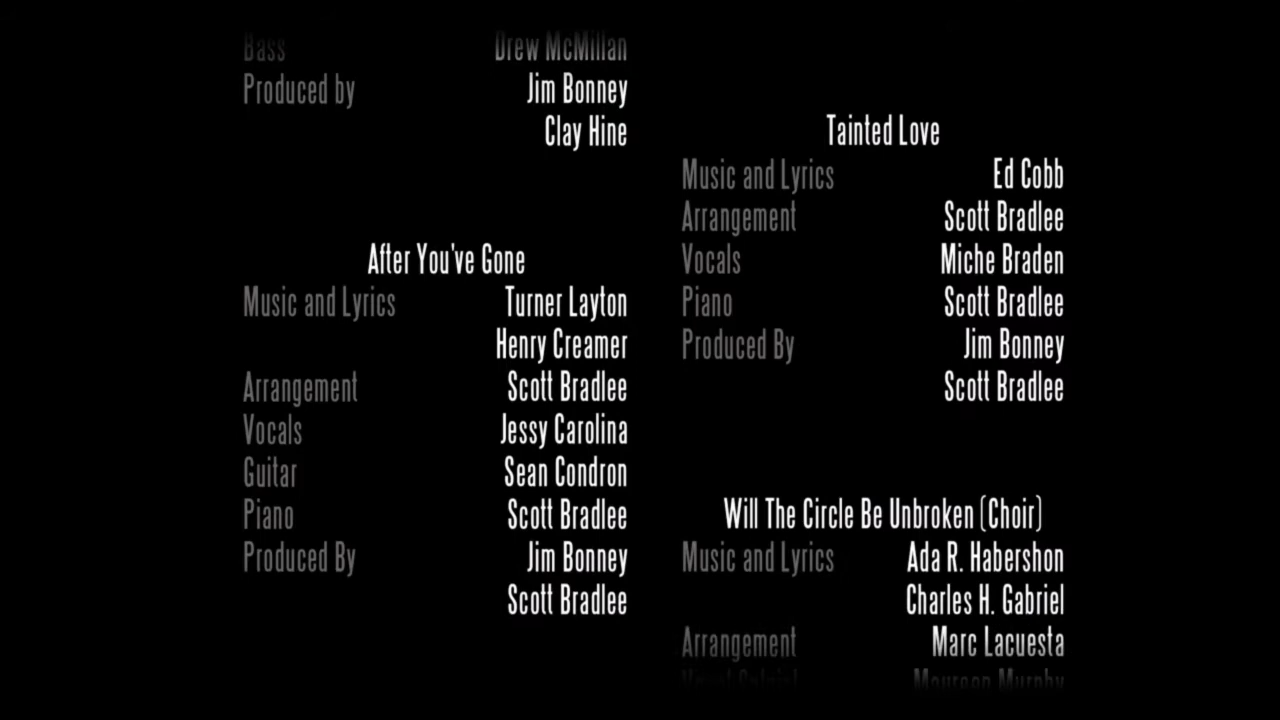 Bass Drew McMillan
Produced by Jim Bonney
Clay Hine
After You've Gone
Music and Lyrics Turner Layton
Henry Creamer
Arrangement Scott Bradlee
Vocals Jessy Carolina
Guitar Sean Condron
Piano Scott Bradlee
Produced By Jim Bonney
Scott Bradlee
Tainted Love
Music and Lyrics Ed Cobb
Arrangement Scott Bradlee
Vocals Miche Braden
Piano Scott Bradlee
Produced By Jim Bonney
Scott Bradlee
Will The Circle Be Unbroken (Choir)
Music and Lyrics Ada R. Habershon
Charles H. Gabriel
Arrangement Marc Lacuesta
Maureen Murphy